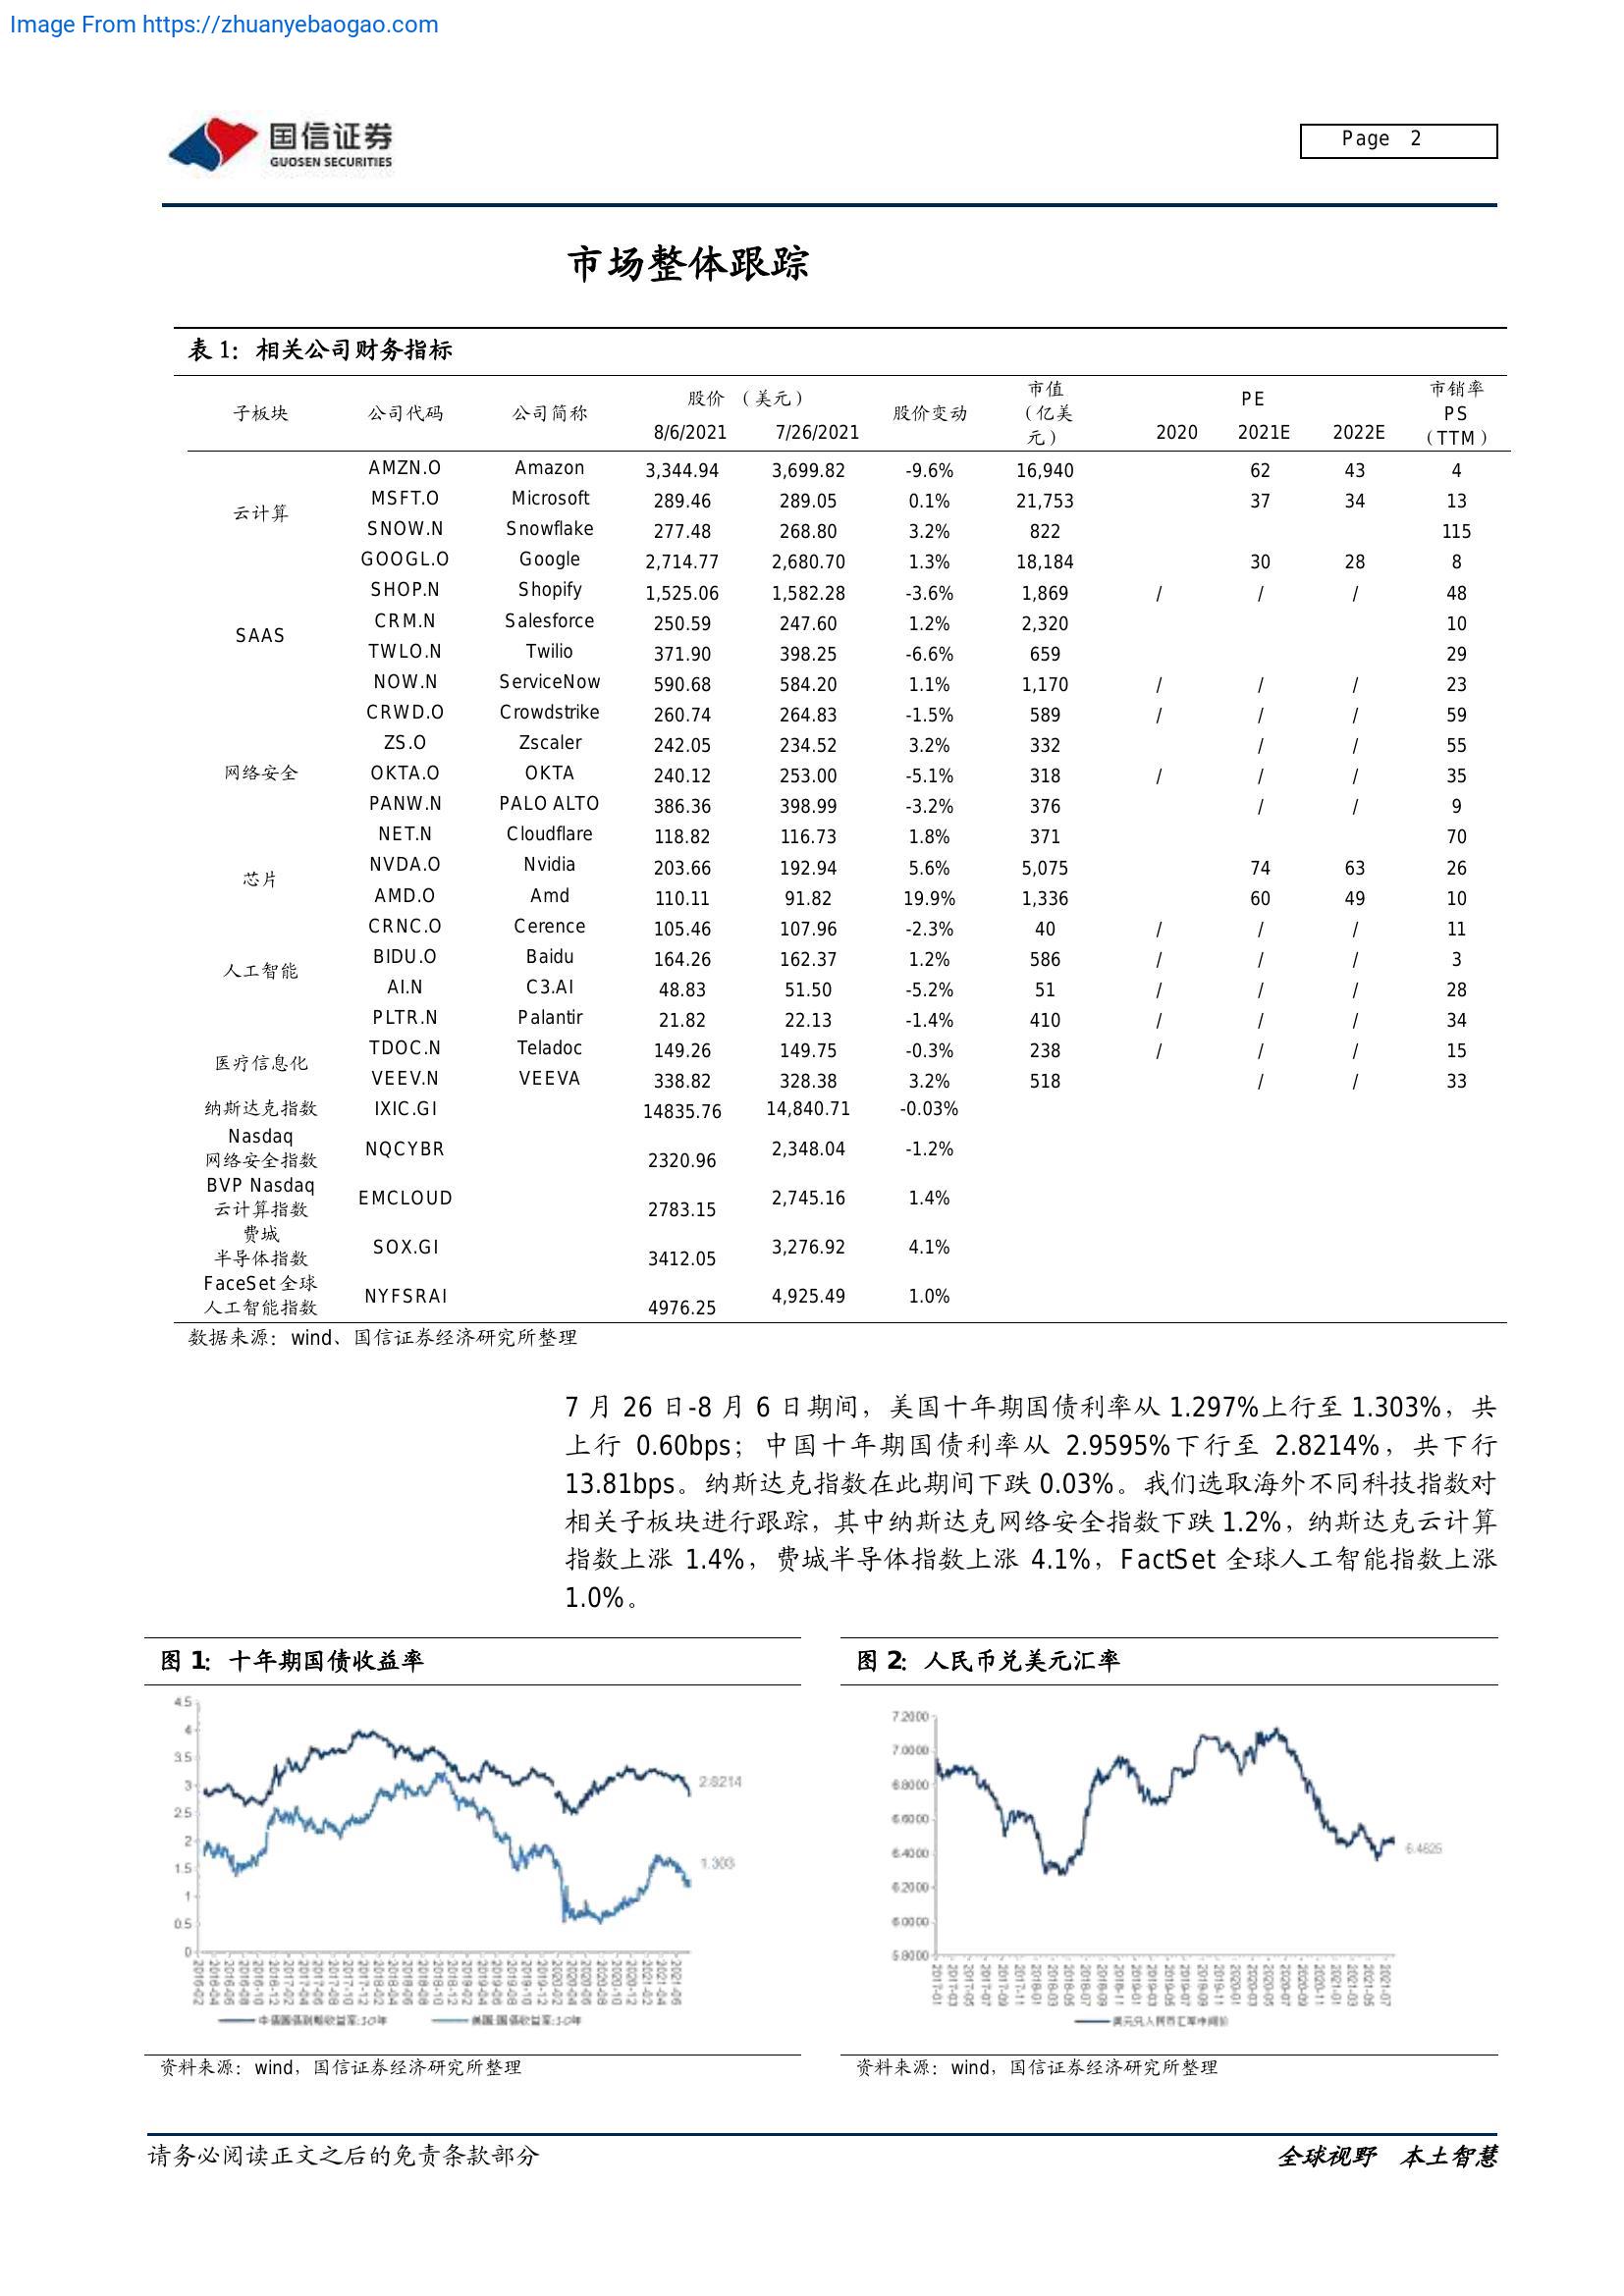 Image From https://zhuanyebaogao.com
国信证券
GUOSEN SECURITIES
Page 2
市场整体跟踪
表 1：相关公司财务指标
子板块 公司代码 公司简称 股价 （美元） 股价变动 市值（亿美元） PE 市销率 PS（TTM）
8/6/2021 7/26/2021 2020 2021E 2022E
云计算
AMZN.O Amazon 3,344.94 3,699.82 -9.6% 16,940 62 43 4
MSFT.O Microsoft 289.46 289.05 0.1% 21,753 37 34 13
SNOW.N Snowflake 277.48 268.80 3.2% 822 115
GOOGL.O Google 2,714.77 2,680.70 1.3% 18,184 30 28 8
SAAS
SHOP.N Shopify 1,525.06 1,582.28 -3.6% 1,869 / / / 48
CRM.N Salesforce 250.59 247.60 1.2% 2,320 10
TWLO.N Twilio 371.90 398.25 -6.6% 659 29
NOW.N ServiceNow 590.68 584.20 1.1% 1,170 / / / 23
网络安全
CRWD.O Crowdstrike 260.74 264.83 -1.5% 589 / / / 59
ZS.O Zscaler 242.05 234.52 3.2% 332 / / 55
OKTA.O OKTA 240.12 253.00 -5.1% 318 / / / 35
PANW.N PALO ALTO 386.36 398.99 -3.2% 376 / / 9
NET.N Cloudflare 118.82 116.73 1.8% 371 70
芯片
NVDA.O Nvidia 203.66 192.94 5.6% 5,075 74 63 26
AMD.O Amd 110.11 91.82 19.9% 1,336 60 49 10
人工智能
CRNC.O Cerence 105.46 107.96 -2.3% 40 / / / 11
BIDU.O Baidu 164.26 162.37 1.2% 586 / / / 3
AI.N C3.AI 48.83 51.50 -5.2% 51 / / / 28
PLTR.N Palantir 21.82 22.13 -1.4% 410 / / / 34
医疗信息化
TDOC.N Teladoc 149.26 149.75 -0.3% 238 / / / 15
VEEV.N VEEVA 338.82 328.38 3.2% 518 / / 33
纳斯达克指数 IXIC.GI 14835.76 14,840.71 -0.03%
Nasdaq
网络安全指数 NQCYBR 2320.96 2,348.04 -1.2%
BVP Nasdaq
云计算指数 EMCLOUD 2783.15 2,745.16 1.4%
费城
半导体指数 SOX.GI 3412.05 3,276.92 4.1%
FaceSet 全球
人工智能指数 NYFSRAI 4976.25 4,925.49 1.0%
数据来源：wind、国信证券经济研究所整理
7 月 26 日-8 月 6 日期间，美国十年期国债利率从 1.297%上行至 1.303%，共
上行 0.60bps；中国十年期国债利率从 2.9595%下行至 2.8214%，共下行
13.81bps。纳斯达克指数在此期间下跌 0.03%。我们选取海外不同科技指数对
相关子板块进行跟踪，其中纳斯达克网络安全指数下跌 1.2%，纳斯达克云计算
指数上涨 1.4%，费城半导体指数上涨 4.1%，FactSet 全球人工智能指数上涨
1.0%。
图 1：十年期国债收益率
4.5
4
3.5
3
2.5
2
1.5
1
0.5
0
2.8214
1.303
2016-02 2016-04 2016-06 2016-08 2016-10 2016-12 2017-02 2017-04 2017-06 2017-08 2017-10 2017-12 2018-02 2018-04 2018-06 2018-08 2018-10 2018-12 2019-02 2019-04 2019-06 2019-08 2019-10 2019-12 2020-02 2020-04 2020-06 2020-08 2020-10 2020-12 2021-02 2021-04 2021-06
中债国债到期收益率:10年 美国:国债收益率:10年
资料来源：wind，国信证券经济研究所整理
图 2：人民币兑美元汇率
7.2000
7.0000
6.8000
6.6000
6.4000
6.2000
6.0000
5.8000
6.4625
2017-01 2017-03 2017-05 2017-07 2017-09 2017-11 2018-01 2018-03 2018-05 2018-07 2018-09 2018-11 2019-01 2019-03 2019-05 2019-07 2019-09 2019-11 2020-01 2020-03 2020-05 2020-07 2020-09 2020-11 2021-01 2021-03 2021-05 2021-07
美元兑人民币汇率中间价
资料来源：wind，国信证券经济研究所整理
请务必阅读正文之后的免责条款部分
全球视野 本土智慧